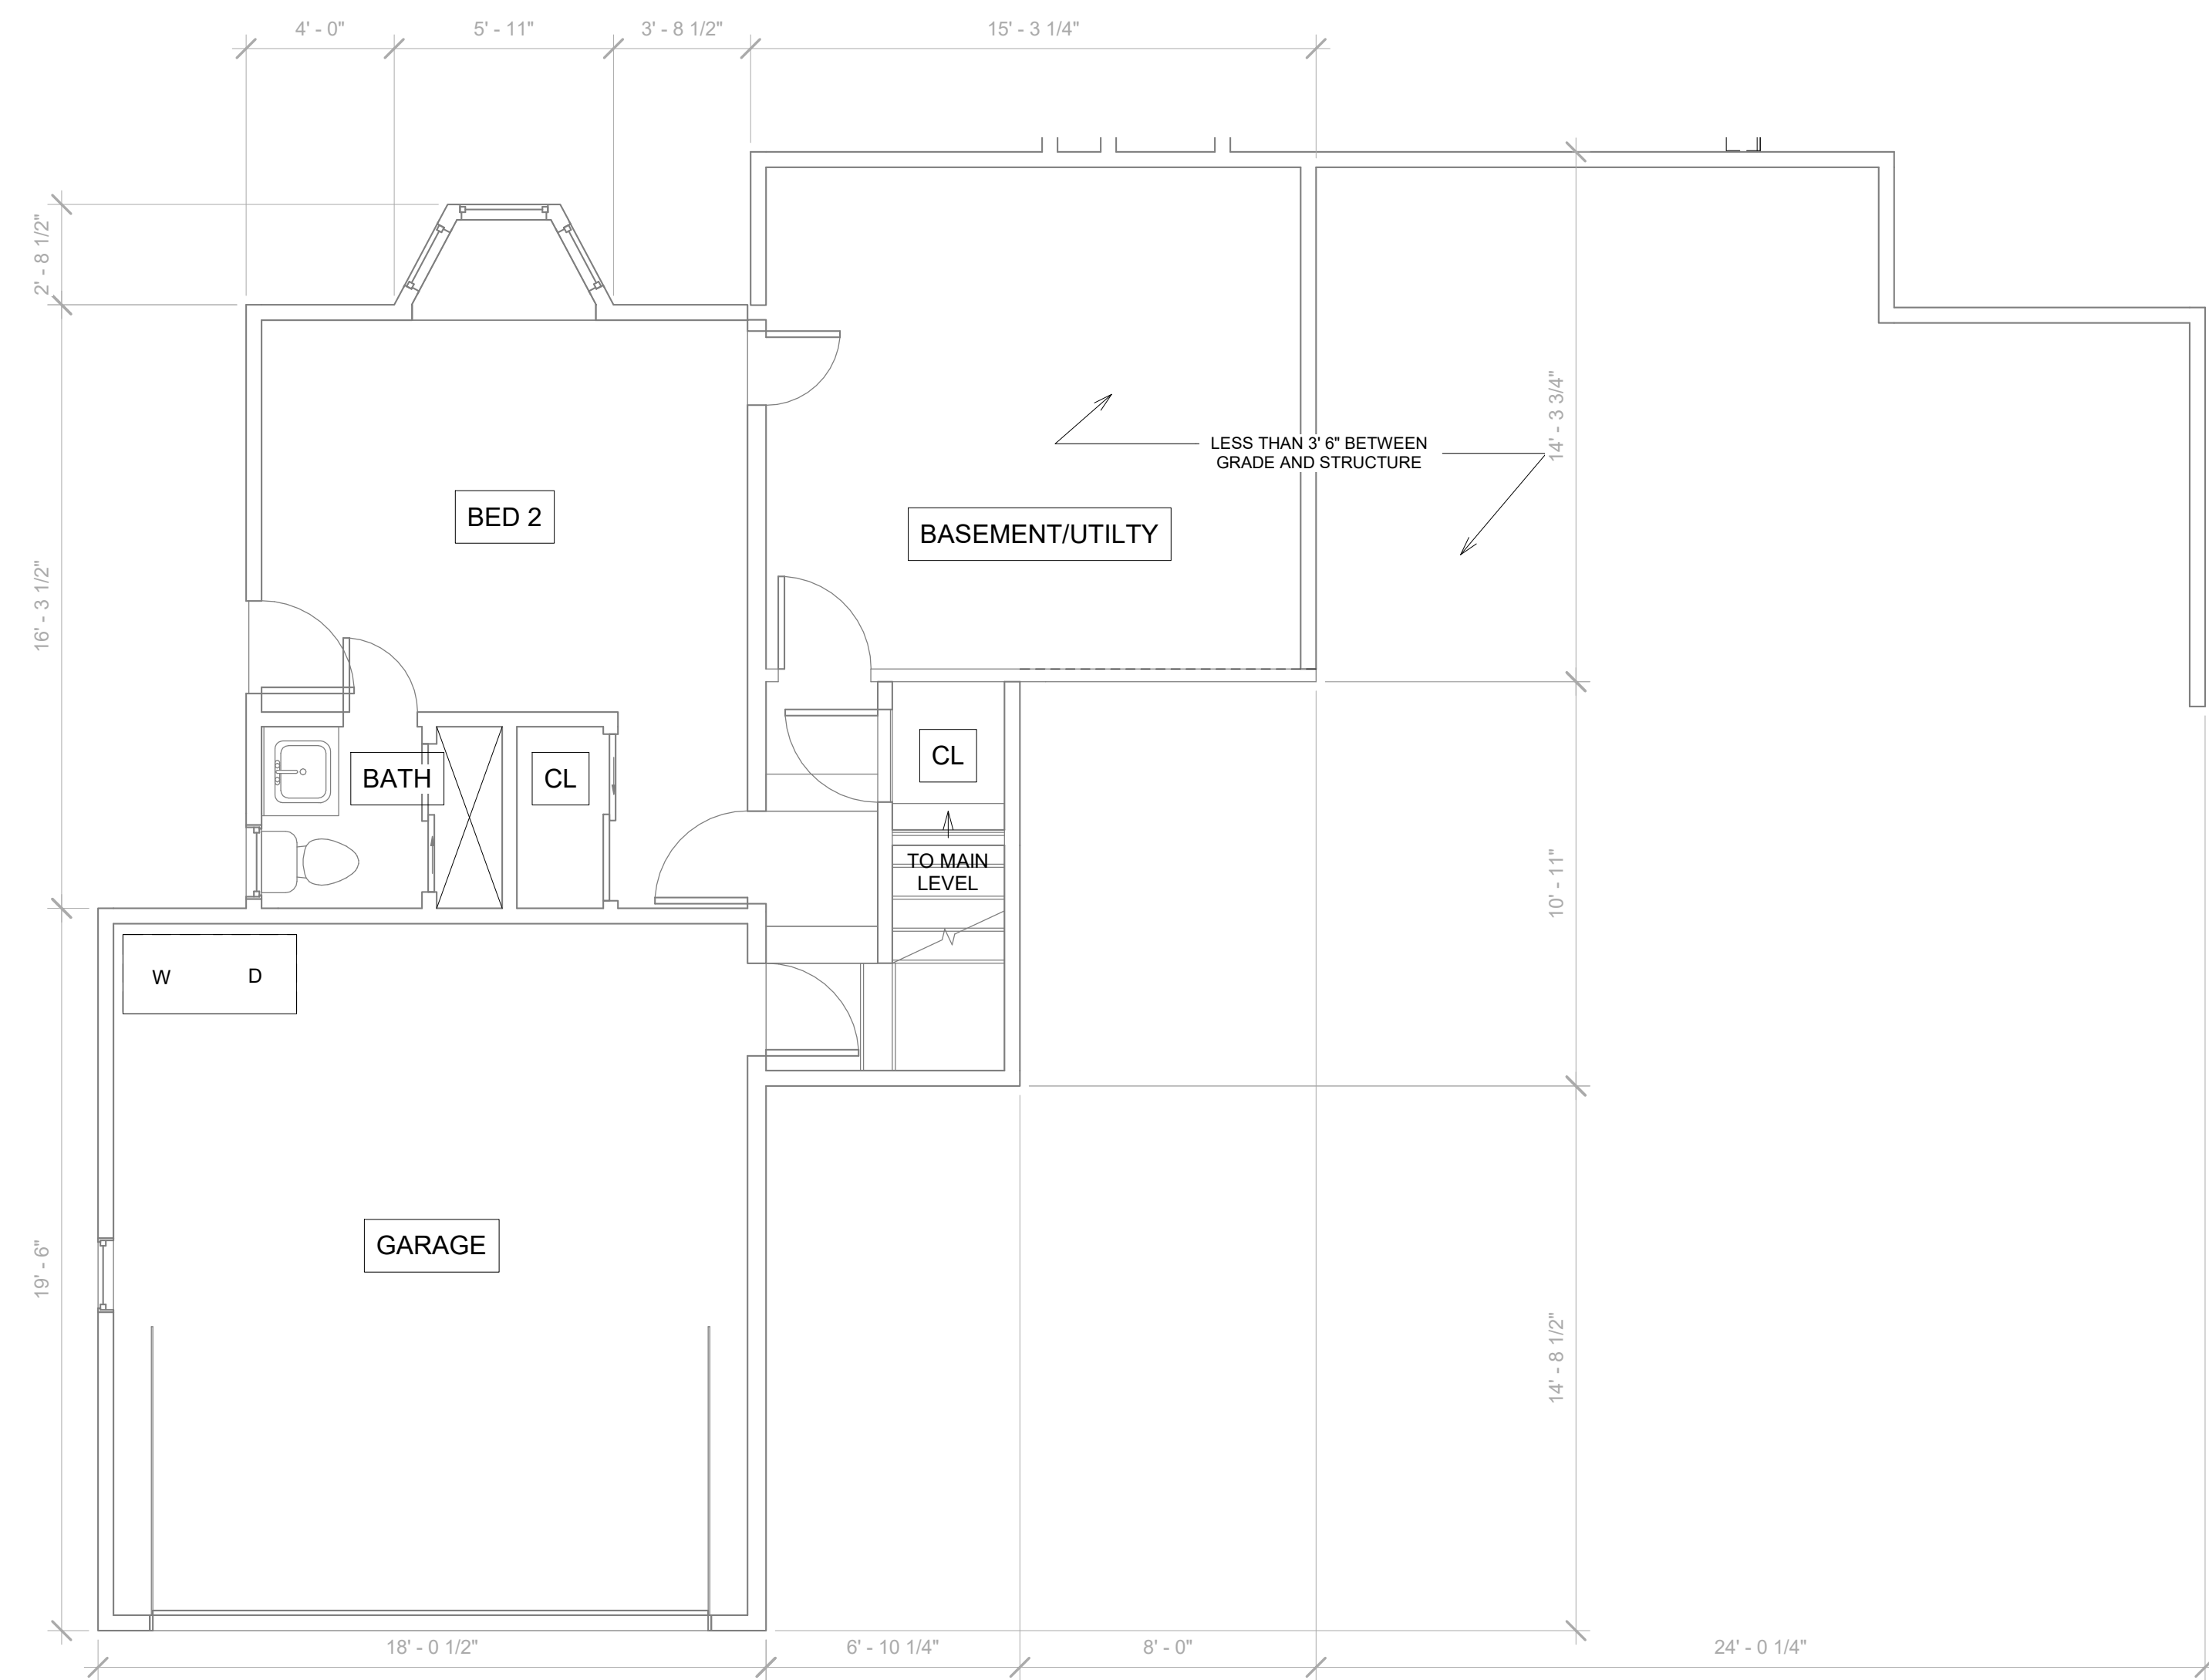 4' - 0"
5' - 11"
3' - 8 1/2"
15' - 3 1/4"
2' - 8 1/2"
14' - 3 3/4"
LESS THAN 3' 6" BETWEEN
GRADE AND STRUCTURE
BED 2
BASEMENT/UTILTY
16' - 3 1/2"
BATH
CL
CL
TO MAIN
LEVEL
10' - 11"
W
D
GARAGE
19' - 6"
14' - 8 1/2"
18' - 0 1/2"
6' - 10 1/4"
8' - 0"
24' - 0 1/4"